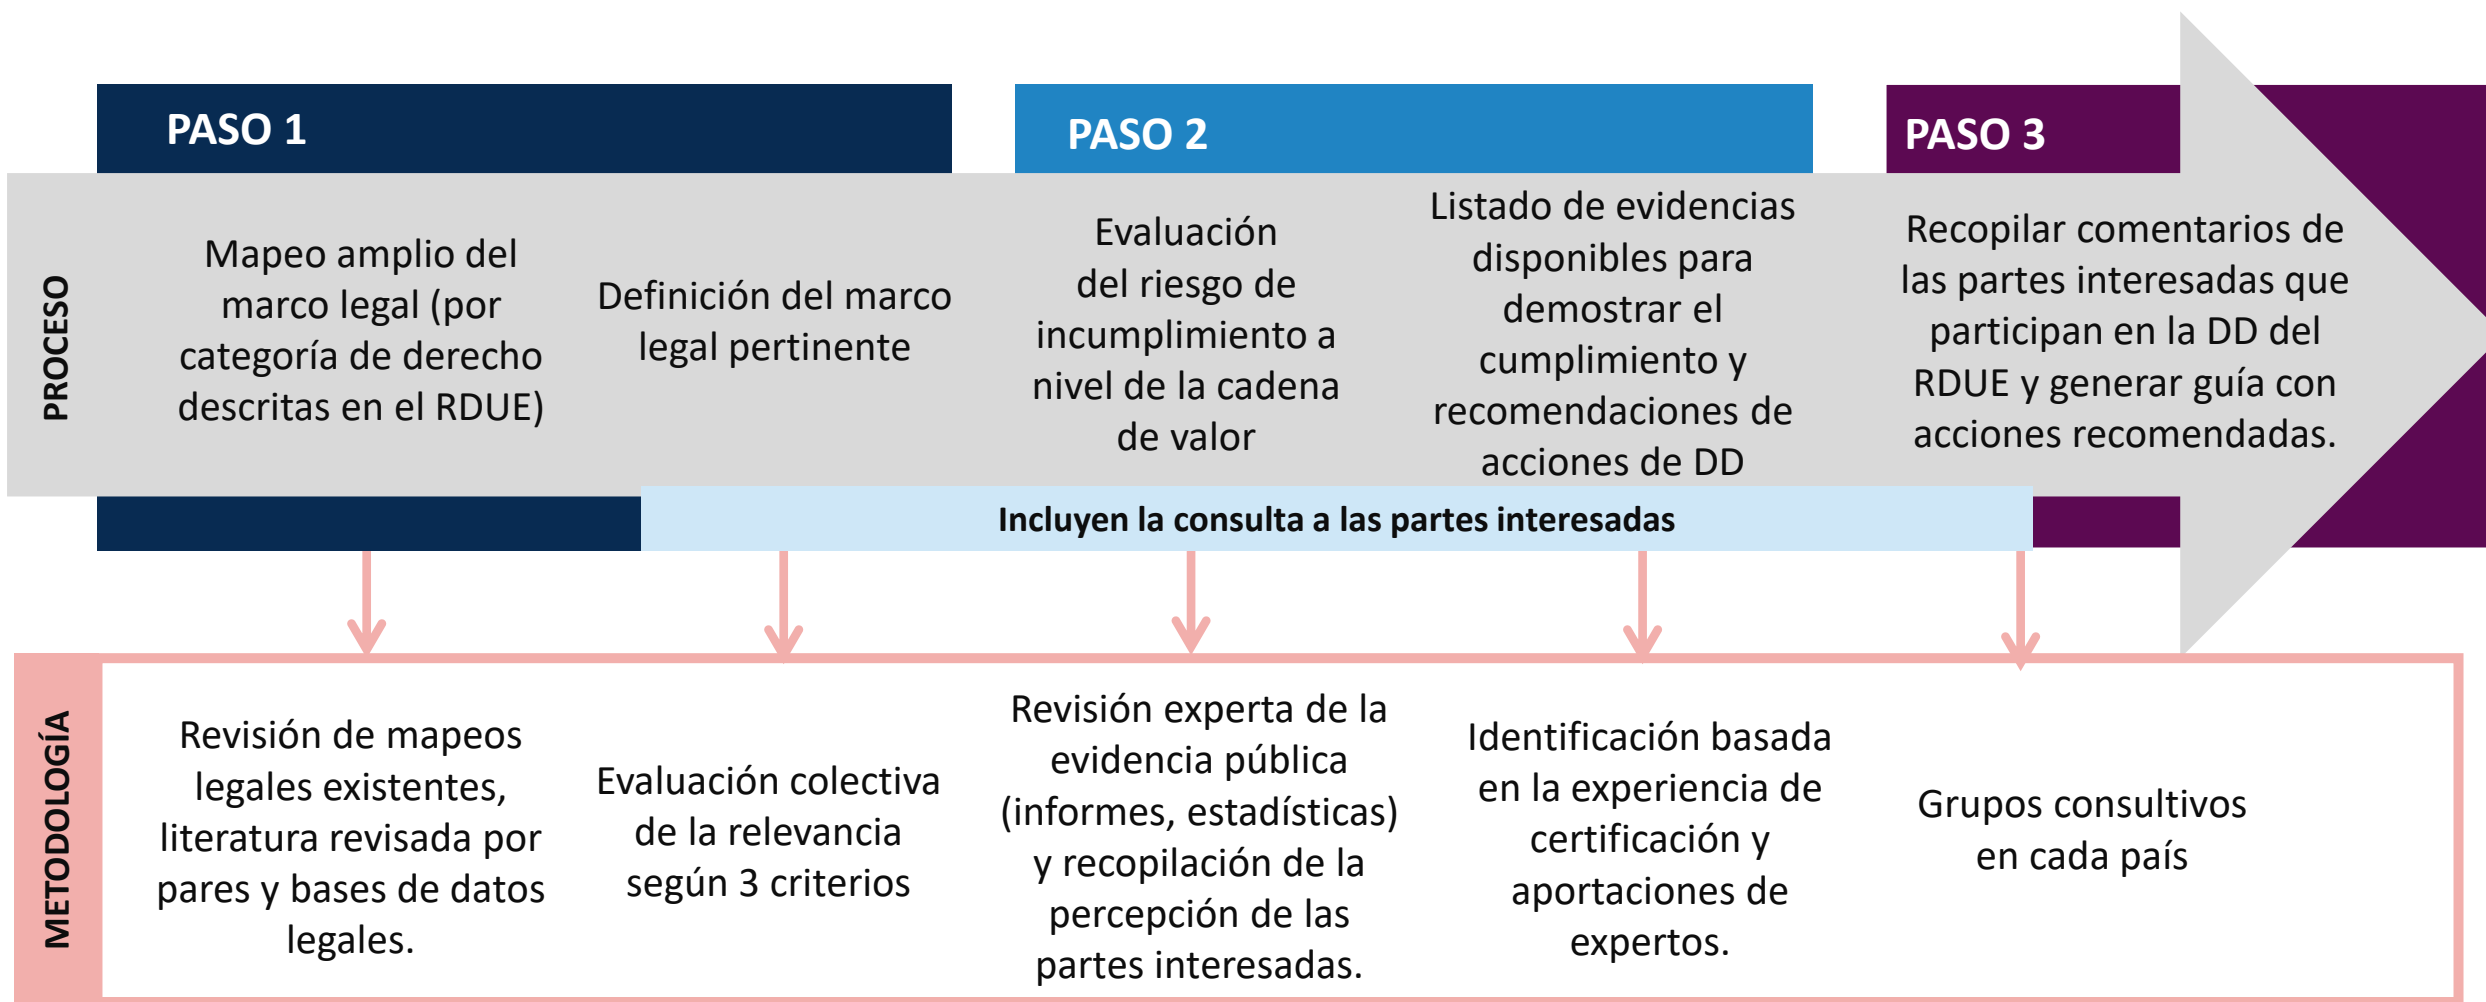 PASO 1
PASO 2
PASO 3
PROCESO
Mapeo amplio del
marco legal (por
categoría de derecho
descritas en el RDUE)
Definición del marco
legal pertinente
Evaluación
del riesgo de
incumplimiento a
nivel de la cadena
de valor
Listado de evidencias
disponibles para
demostrar el
cumplimiento y
recomendaciones de
acciones de DD
Recopilar comentarios de
las partes interesadas que
participan en la DD del
RDUE y generar guía con
acciones recomendadas.
Incluyen la consulta a las partes interesadas
METODOLOGÍA
Revisión de mapeos
legales existentes,
literatura revisada por
pares y bases de datos
legales.
Evaluación colectiva
de la relevancia
según 3 criterios
Revisión experta de la
evidencia pública
(informes, estadísticas)
y recopilación de la
percepción de las
partes interesadas.
Identificación basada
en la experiencia de
certificación y
aportaciones de
expertos.
Grupos consultivos
en cada país